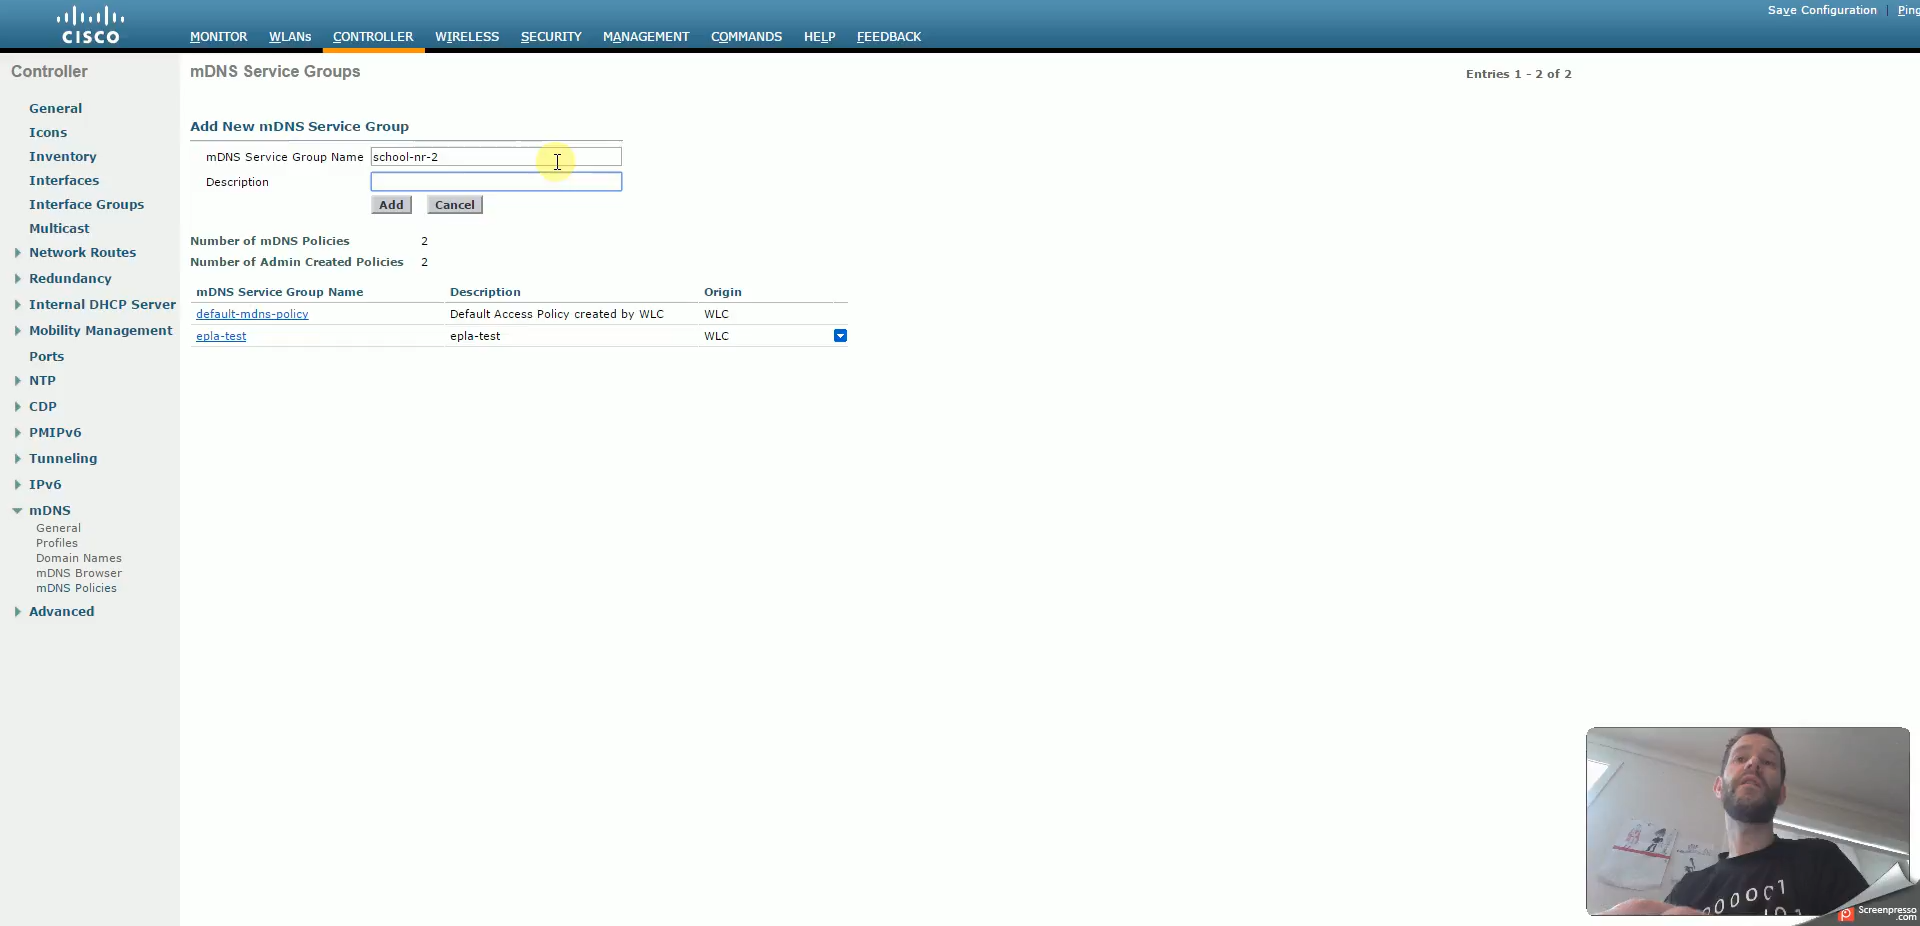 Save Configuration | Ping
CISCO
MONITOR WLANs CONTROLLER WIRELESS SECURITY MANAGEMENT COMMANDS HELP FEEDBACK
Controller
General
Icons
Inventory
Interfaces
Interface Groups
Multicast
Network Routes
Redundancy
Internal DHCP Server
Mobility Management
Ports
NTP
CDP
PMIPv6
Tunneling
IPv6
mDNS
General
Profiles
Domain Names
mDNS Browser
mDNS Policies
Advanced
mDNS Service Groups
Entries 1 - 2 of 2
Add New mDNS Service Group
mDNS Service Group Name school-nr-2
Description
Add Cancel
Number of mDNS Policies 2
Number of Admin Created Policies 2
mDNS Service Group Name Description Origin
default-mdns-policy Default Access Policy created by WLC WLC
epla-test epla-test WLC
Screenpresso
.com